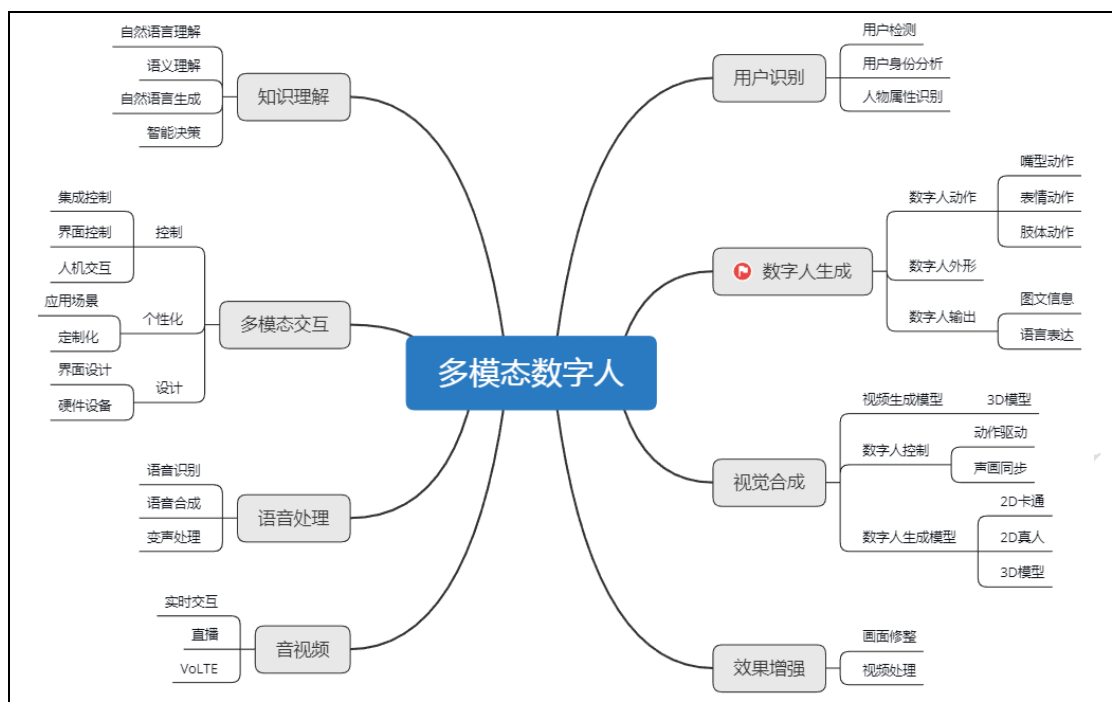 多模态数字人
知识理解
自然语言理解
语义理解
自然语言生成
智能决策
多模态交互
控制
集成控制
界面控制
人机交互
个性化
应用场景
定制化
设计
界面设计
硬件设备
语音处理
语音识别
语音合成
变声处理
音视频
实时交互
直播
VoLTE
用户识别
用户检测
用户身份分析
人物属性识别
数字人生成
数字人动作
嘴型动作
表情动作
肢体动作
数字人外形
数字人输出
图文信息
语言表达
视觉合成
视频生成模型
3D模型
数字人控制
动作驱动
声画同步
数字人生成模型
2D卡通
2D真人
3D模型
效果增强
画面修整
视频处理